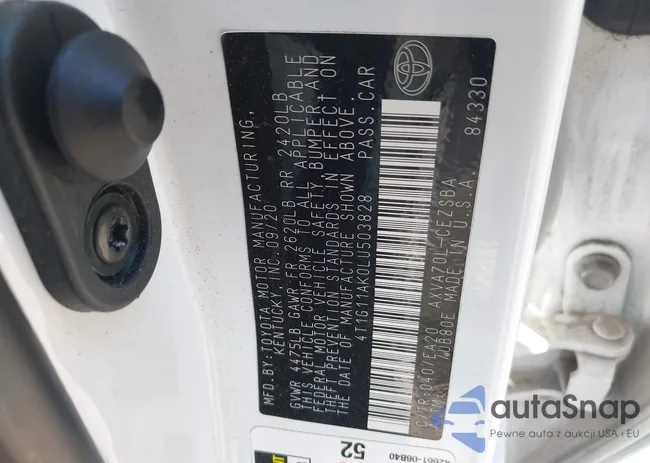 MFD.BY:TOYOTA MOTOR MANUFACTURING,
KENTUCKY, INC. 09/20
GVWR 4475LB GAWR FR 2620LB RR 2420LB
THIS VEHICLE CONFORMS TO ALL APPLICABLE
FEDERAL MOTOR VEHICLE SAFETY, BUMPER AND
THEFT PREVENTION STANDARDS IN EFFECT ON
THE DATE OF MANUFACTURE SHOWN ABOVE.
4T1G11AK0LU503828 PASS.CAR
C/TR:040/EA20 AXVA70L-CEZSBA
MADE IN U.S.A. 84330
42661-06B40
52
autoSnap
Pewne auta z aukcji USA i EU